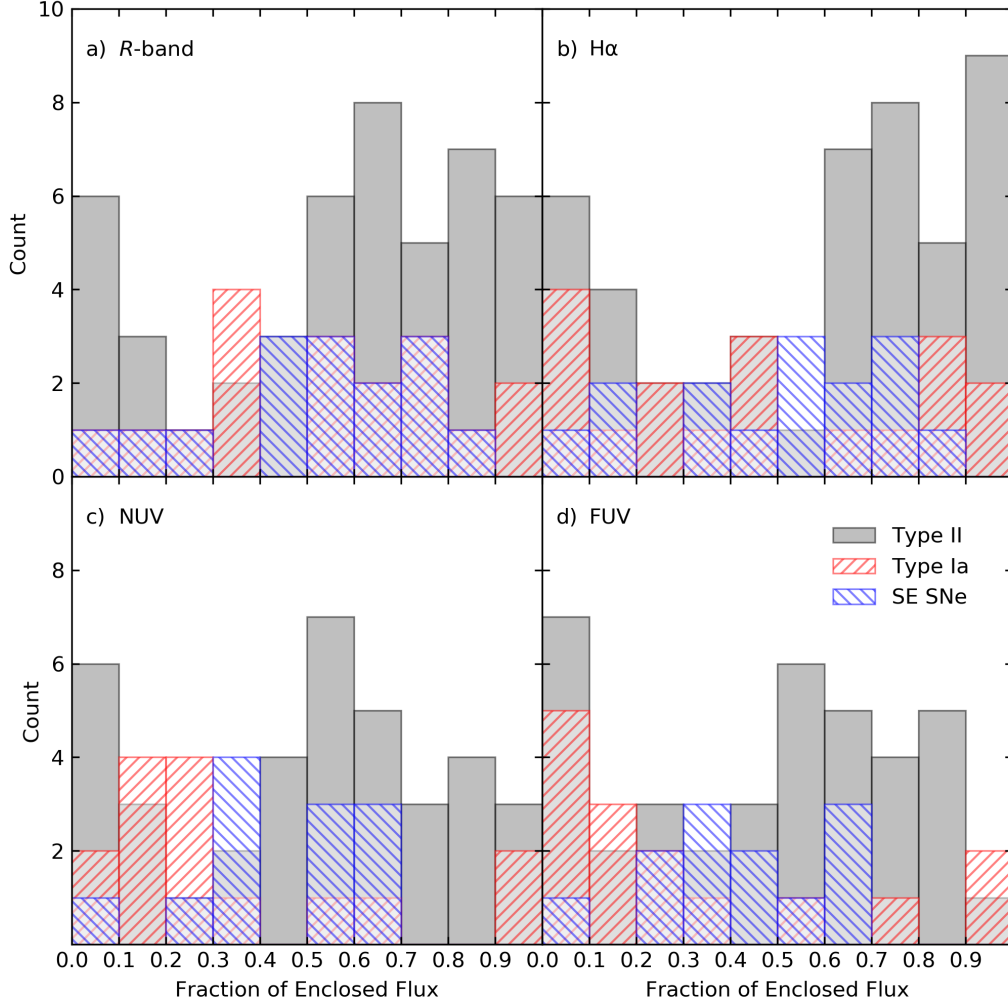 10
a) R-band
b) Hα
8
6
Count
4
2
0
c) NUV
d) FUV
Type II
Type Ia
SE SNe
8
6
Count
4
2
0.0 0.1 0.2 0.3 0.4 0.5 0.6 0.7 0.8 0.9 0.0 0.1 0.2 0.3 0.4 0.5 0.6 0.7 0.8 0.9
Fraction of Enclosed Flux Fraction of Enclosed Flux